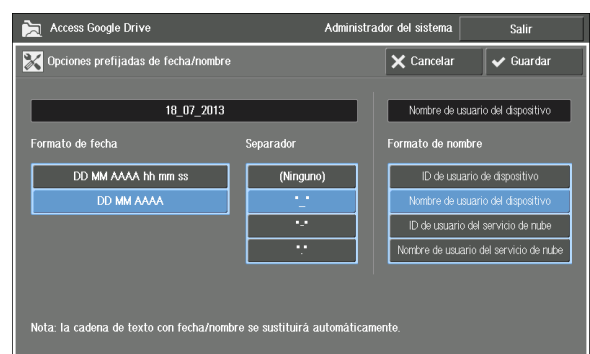 Access Google Drive
Administrador del sistema
Salir
Opciones prefijadas de fecha/nombre
Cancelar
Guardar
18_07_2013
Nombre de usuario del dispositivo
Formato de fecha
Separador
Formato de nombre
DD MM AAAA hh mm ss
DD MM AAAA
(Ninguno)
"_"
"-"
"."
ID de usuario de dispositivo
Nombre de usuario del dispositivo
ID de usuario del servicio de nube
Nombre de usuario del servicio de nube
Nota: la cadena de texto con fecha/nombre se sustituirá automáticamente.